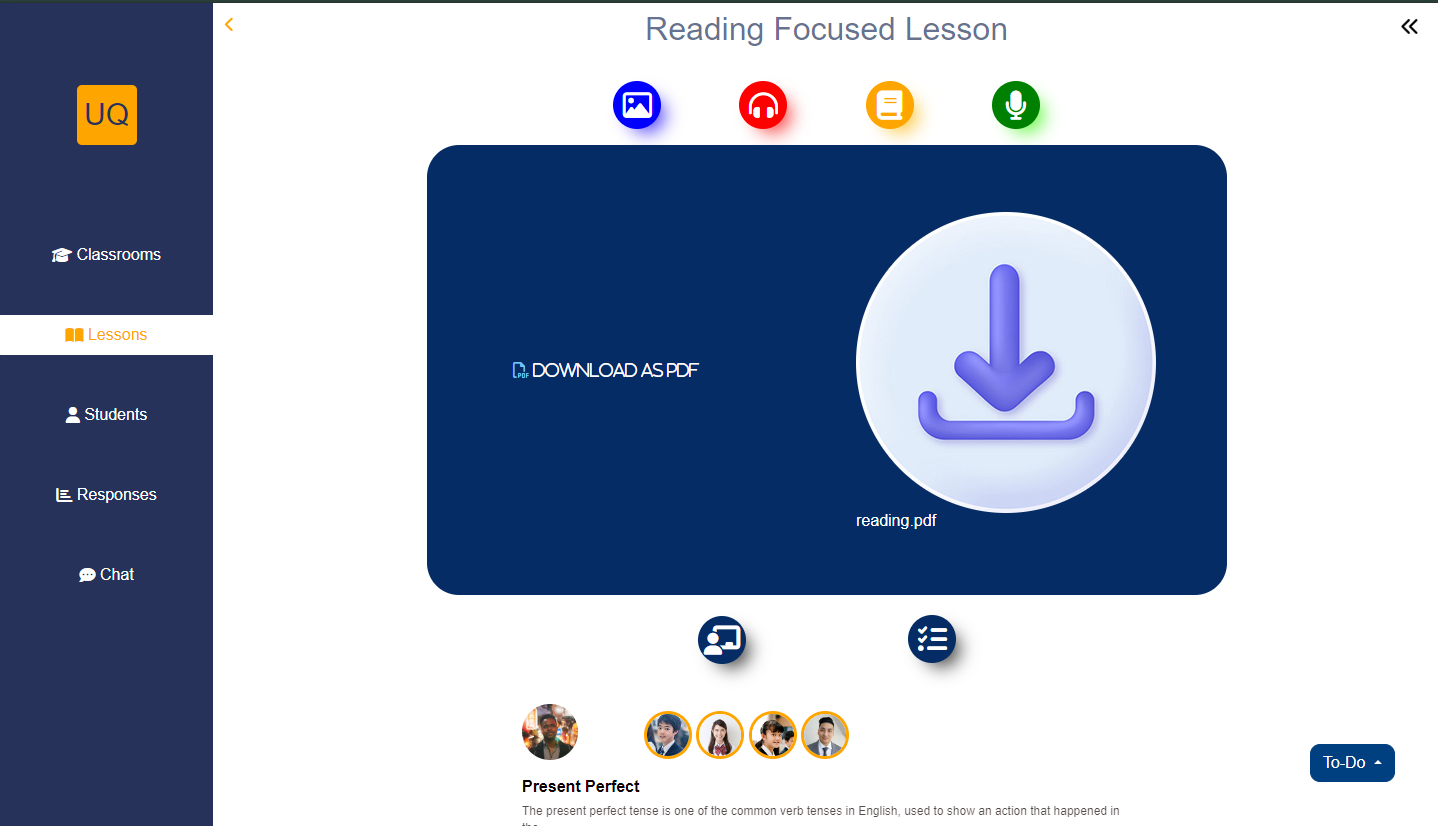 Reading Focused Lesson
UQ
Classrooms
Lessons
Students
Responses
Chat
PDF DOWNLOAD AS PDF
reading.pdf
Present Perfect
The present perfect tense is one of the common verb tenses in English, used to show an action that happened in
the
To-Do